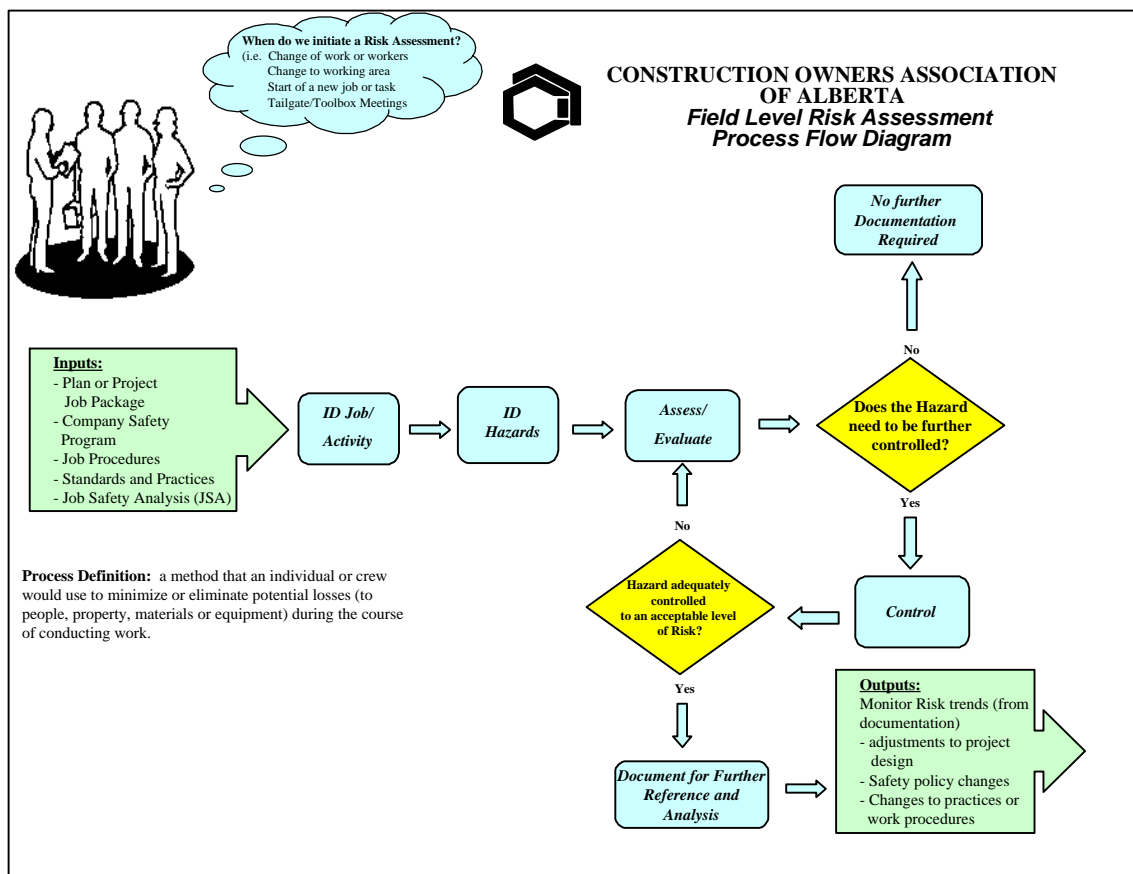 When do we initiate a Risk Assessment?
(i.e. Change of work or workers
Change to working area
Start of a new job or task
Tailgate/Toolbox Meetings
CONSTRUCTION OWNERS ASSOCIATION
OF ALBERTA
Field Level Risk Assessment
Process Flow Diagram
No further
Documentation
Required
No
Inputs:
- Plan or Project
Job Package
- Company Safety
Program
- Job Procedures
- Standards and Practices
- Job Safety Analysis (JSA)
ID Job/
Activity
ID
Hazards
Assess/
Evaluate
Does the Hazard
need to be further
controlled?
Yes
No
Process Definition: a method that an individual or crew
would use to minimize or eliminate potential losses (to
people, property, materials or equipment) during the course
of conducting work.
Hazard adequately
controlled
to an acceptable level
of Risk?
Control
Yes
Document for Further
Reference and
Analysis
Outputs:
Monitor Risk trends (from
documentation)
- adjustments to project
design
- Safety policy changes
- Changes to practices or
work procedures